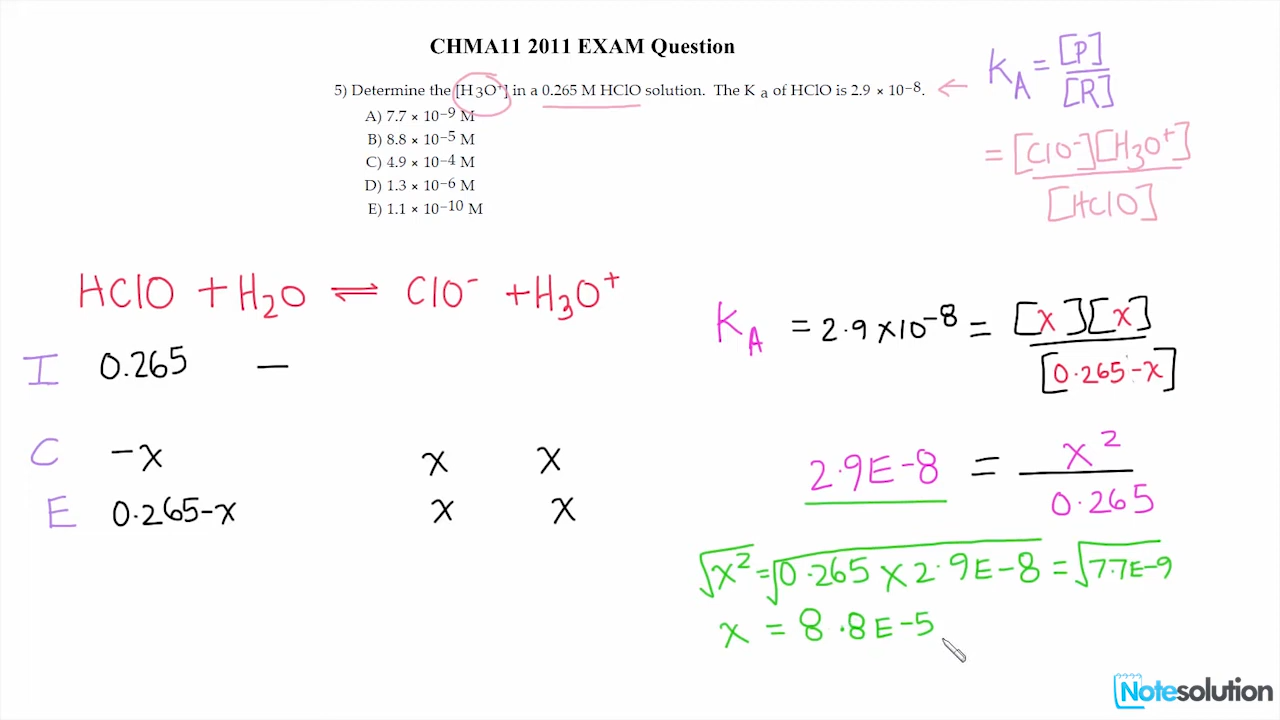 CHMA11 2011 EXAM Question
5) Determine the [H3O⁺] in a 0.265 M HClO solution. The K a of HClO is 2.9 × 10⁻⁸.
A) 7.7 × 10⁻⁹ M
B) 8.8 × 10⁻⁵ M
C) 4.9 × 10⁻⁴ M
D) 1.3 × 10⁻⁶ M
E) 1.1 × 10⁻¹⁰ M
K_A = [P]/[R]
= [ClO⁻][H₃O⁺]/[HClO]
HClO + H₂O ⇌ ClO⁻ + H₃O⁺
I 0.265 —
C -x x x
E 0.265-x x x
K_A = 2.9×10⁻⁸ = [x][x]/[0.265-x]
2.9E-8 = x²/0.265
√x² = √0.265 × 2.9E-8 = √7.7E-9
x = 8.8E-5
Notesolution